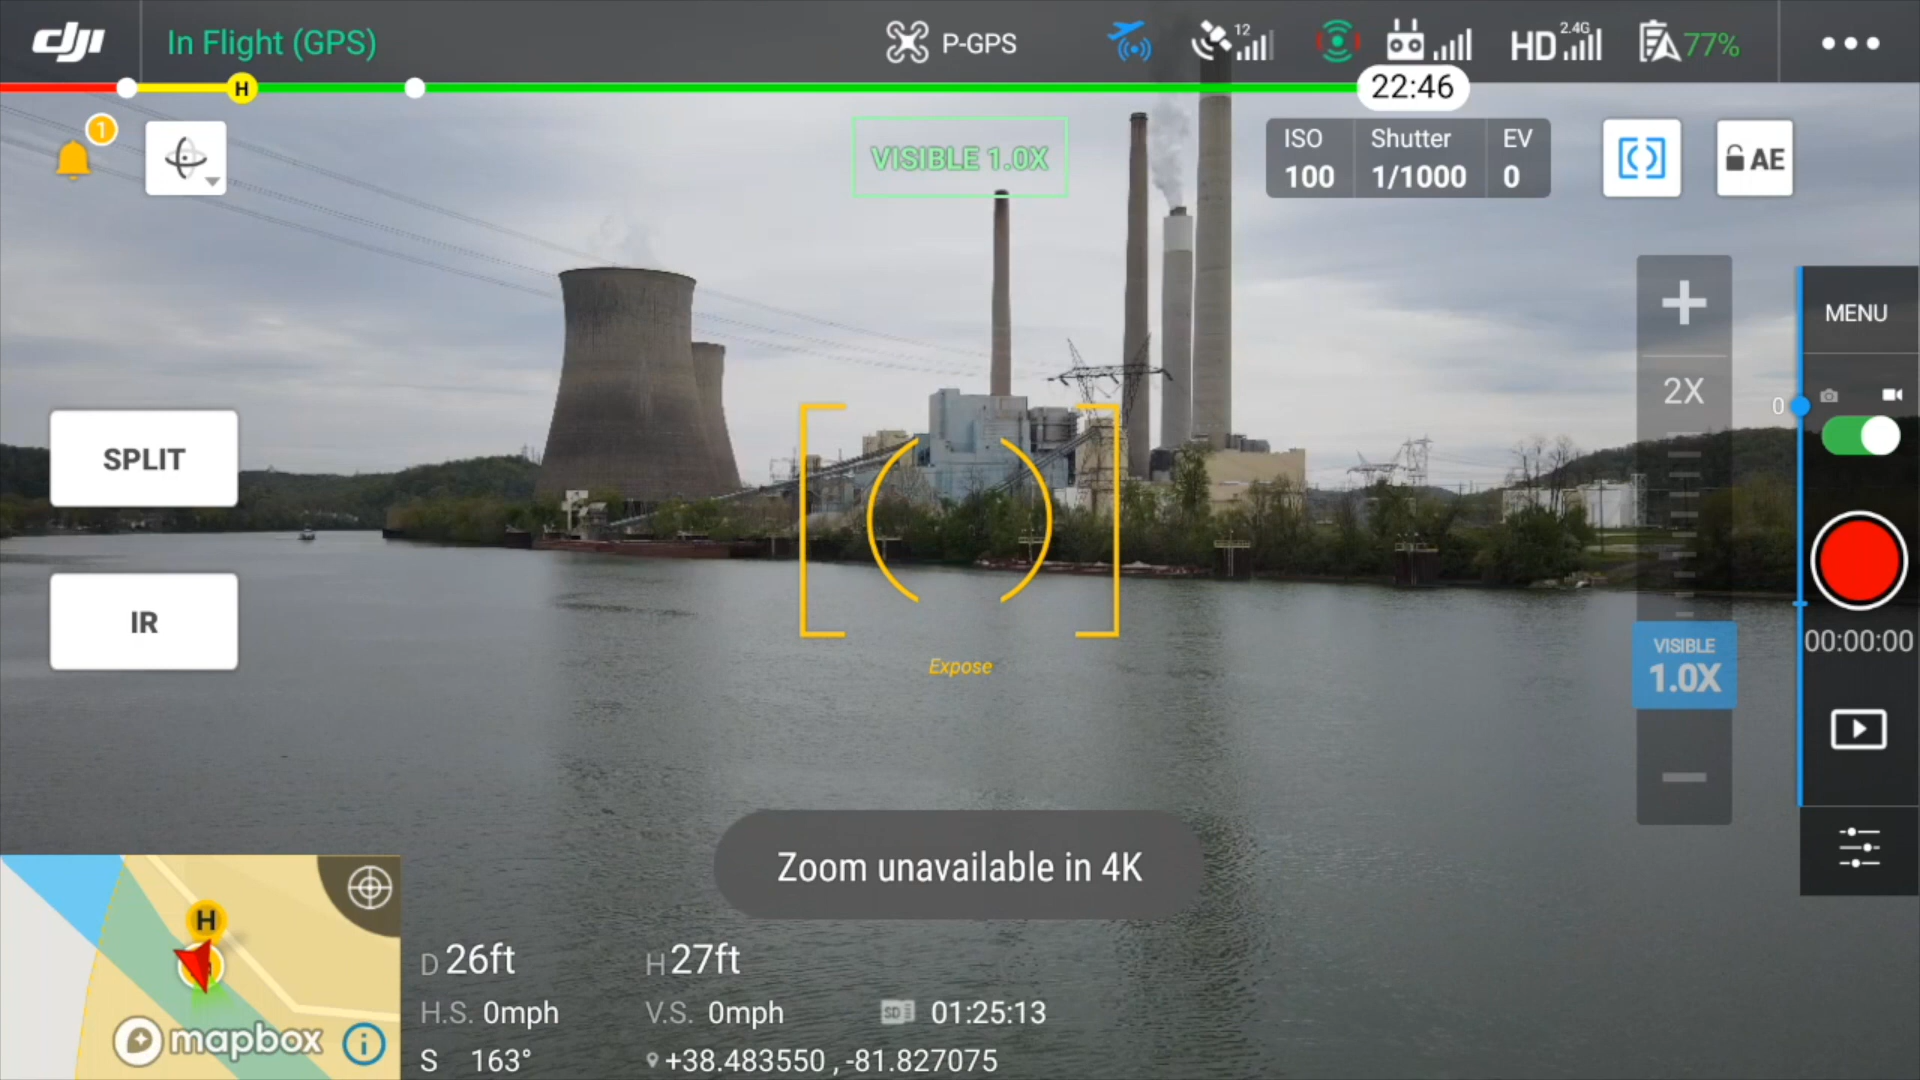 dji
In Flight (GPS)
P-GPS
12
HD 2.4G
77%
H
22:46
1
VISIBLE 1.0X
ISO
100
Shutter
1/1000
EV
0
AE
MENU
2X
0
SPLIT
IR
Expose
VISIBLE
1.0X
00:00:00
Zoom unavailable in 4K
H
mapbox
i
D 26ft
H 27ft
H.S. 0mph
V.S. 0mph
SD
01:25:13
S 163°
+38.483550 , -81.827075